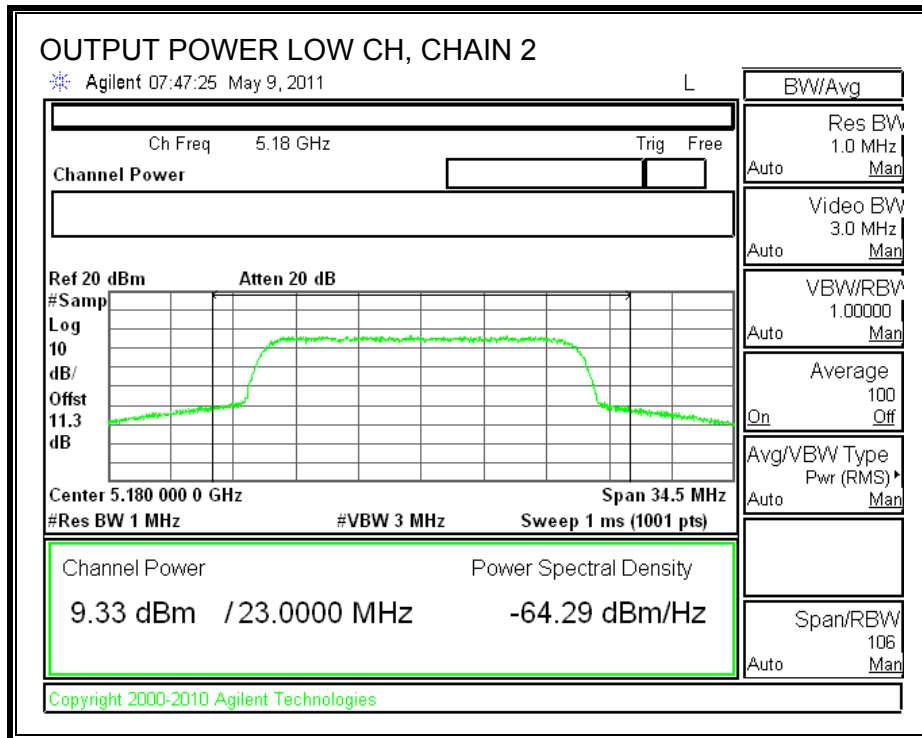 OUTPUT POWER LOW CH, CHAIN 2
Agilent 07:47:25 May 9, 2011 L
Ch Freq 5.18 GHz Trig Free
Channel Power
Ref 20 dBm Atten 20 dB
#Samp
Log
10
dB/
Offst
11.3
dB
Center 5.180 000 0 GHz Span 34.5 MHz
#Res BW 1 MHz #VBW 3 MHz Sweep 1 ms (1001 pts)
Channel Power Power Spectral Density
9.33 dBm / 23.0000 MHz -64.29 dBm/Hz
Copyright 2000-2010 Agilent Technologies
BW/Avg
Res BW
1.0 MHz
Auto Man
Video BW
3.0 MHz
Auto Man
VBW/RBW
1.00000
Auto Man
Average
100
On Off
Avg/VBW Type
Pwr (RMS)
Auto Man
Span/RBW
106
Auto Man